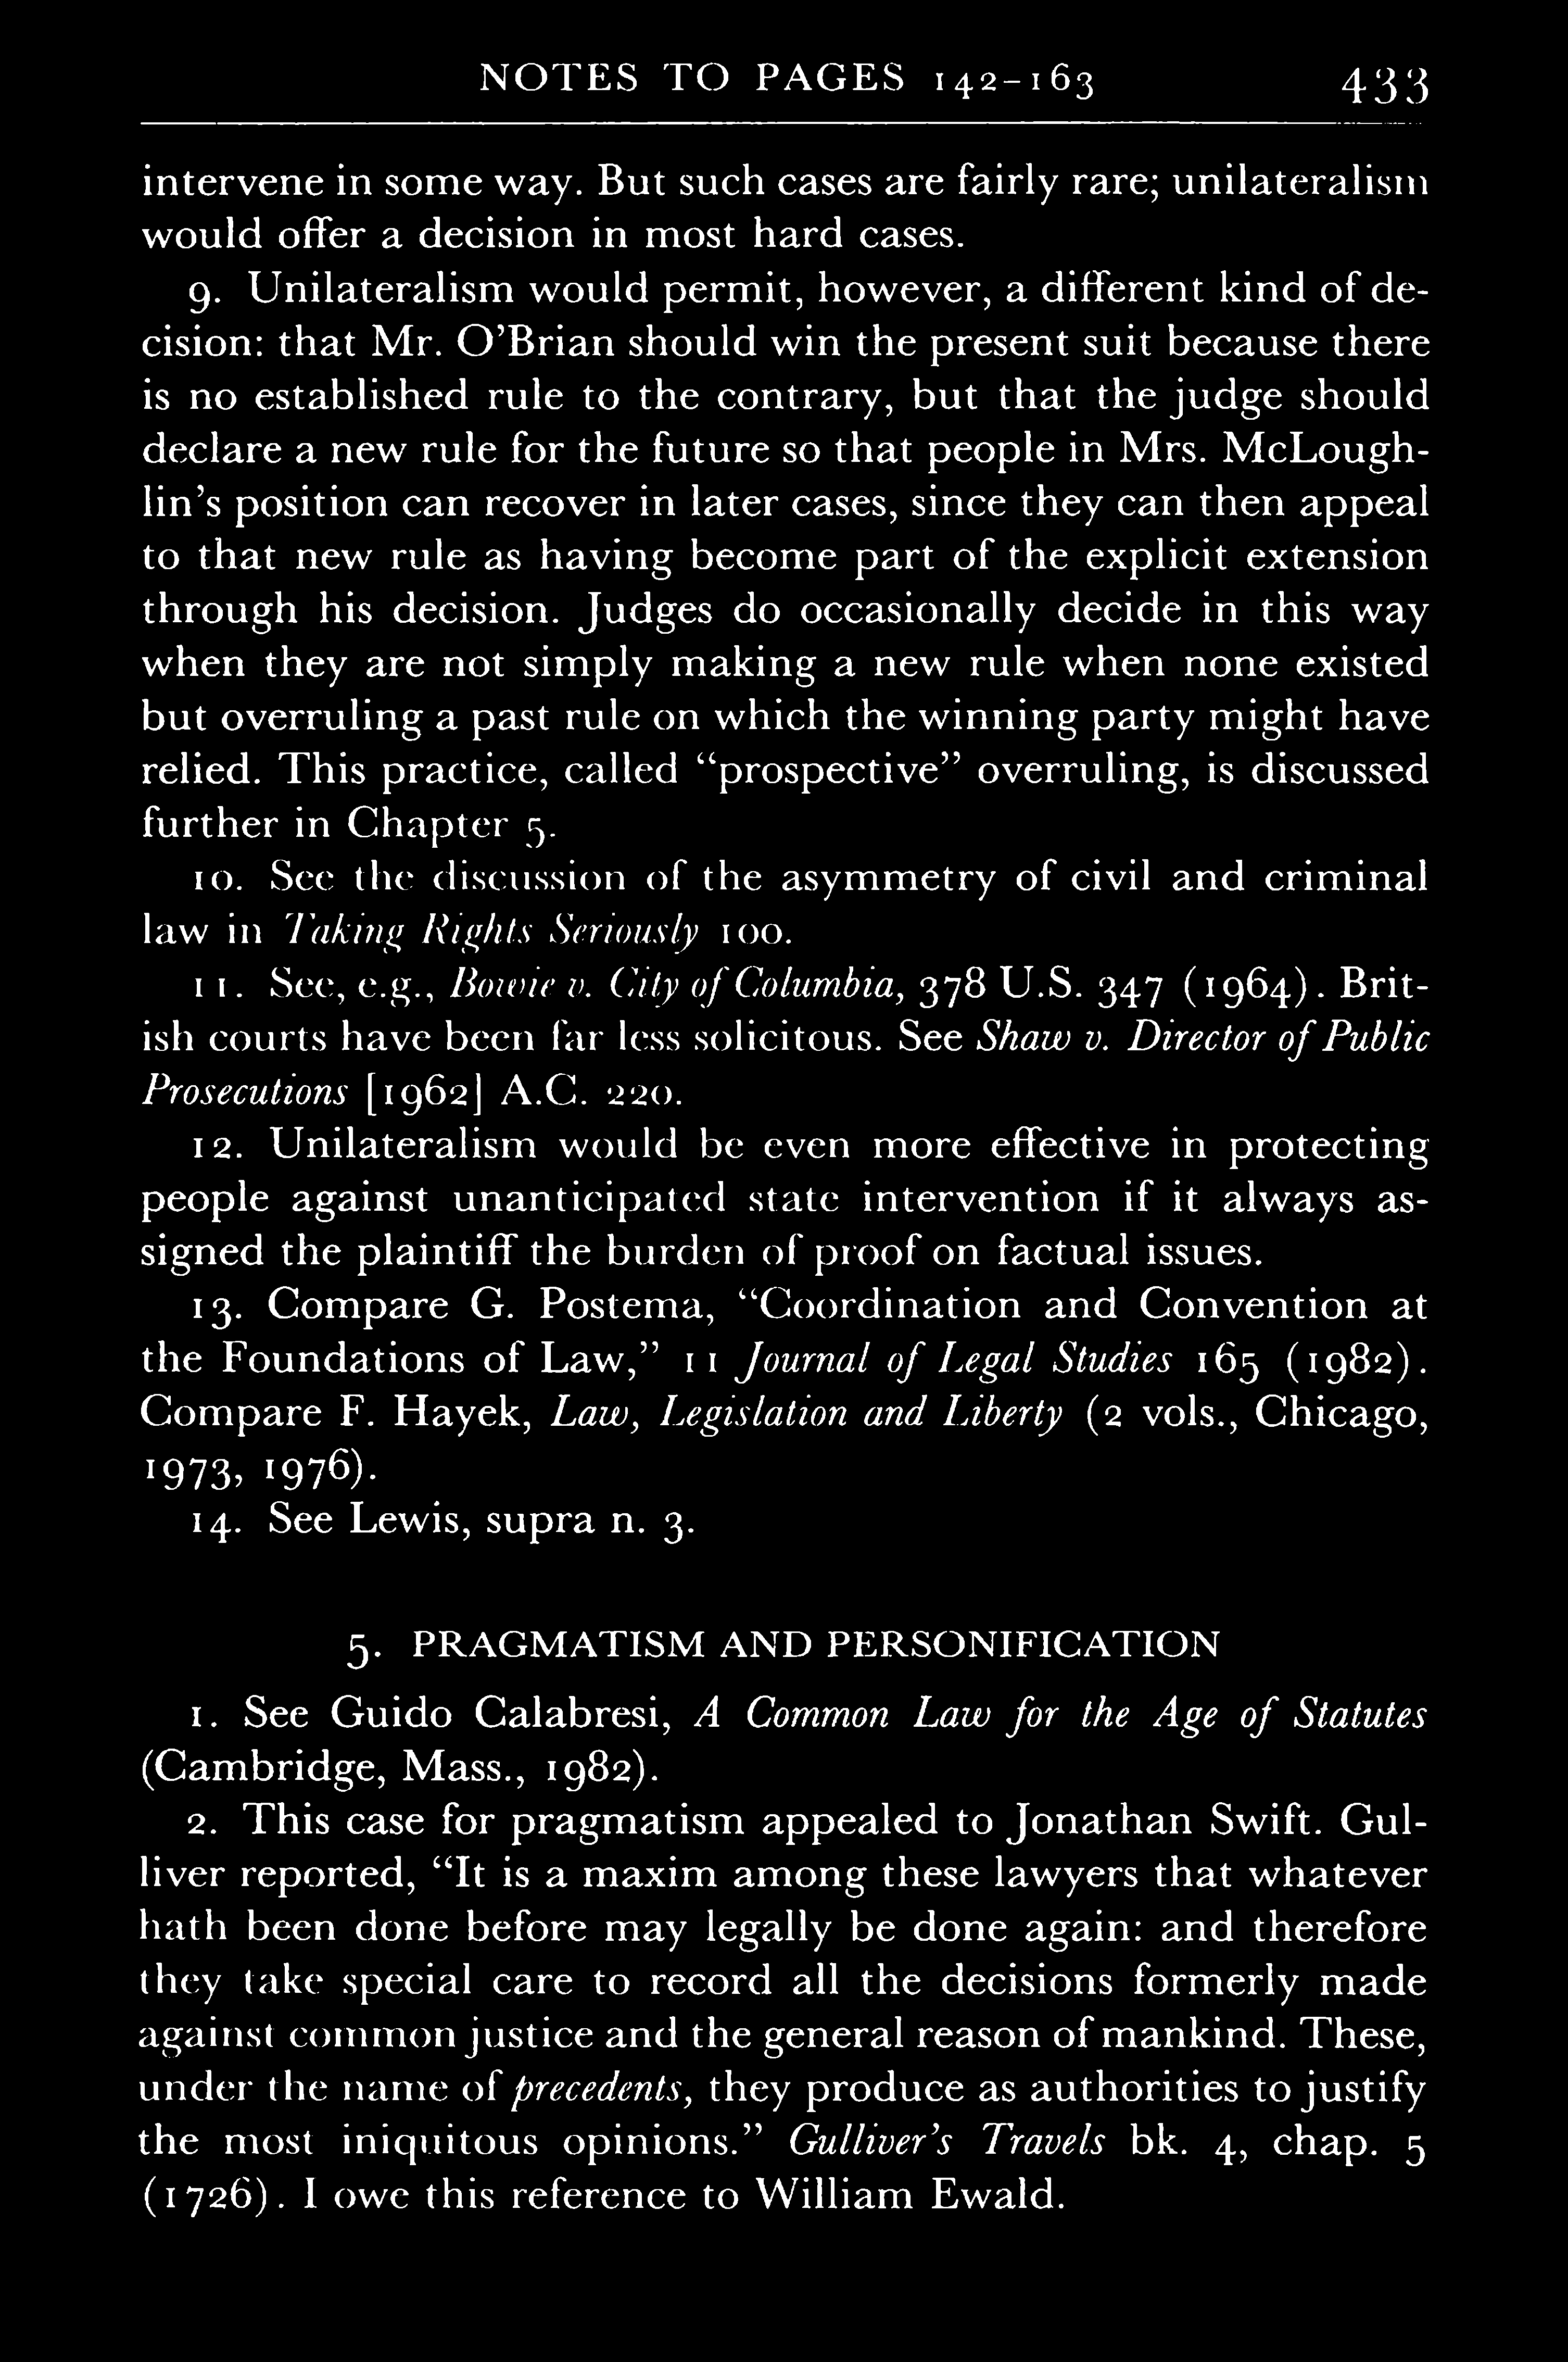 NOTES TO PAGES 142–163 433
intervene in some way. But such cases are fairly rare; unilateralism
would offer a decision in most hard cases.
9. Unilateralism would permit, however, a different kind of de-
cision: that Mr. O’Brian should win the present suit because there
is no established rule to the contrary, but that the judge should
declare a new rule for the future so that people in Mrs. McLough-
lin’s position can recover in later cases, since they can then appeal
to that new rule as having become part of the explicit extension
through his decision. Judges do occasionally decide in this way
when they are not simply making a new rule when none existed
but overruling a past rule on which the winning party might have
relied. This practice, called “prospective” overruling, is discussed
further in Chapter 5.
10. See the discussion of the asymmetry of civil and criminal
law in Taking Rights Seriously 100.
11. See, e.g., Bowie v. City of Columbia, 378 U.S. 347 (1964). Brit-
ish courts have been far less solicitous. See Shaw v. Director of Public
Prosecutions [1962] A.C. 220.
12. Unilateralism would be even more effective in protecting
people against unanticipated state intervention if it always as-
signed the plaintiff the burden of proof on factual issues.
13. Compare G. Postema, “Coordination and Convention at
the Foundations of Law,” 11 Journal of Legal Studies 165 (1982).
Compare F. Hayek, Law, Legislation and Liberty (2 vols., Chicago,
1973, 1976).
14. See Lewis, supra n. 3.
5. PRAGMATISM AND PERSONIFICATION
1. See Guido Calabresi, A Common Law for the Age of Statutes
(Cambridge, Mass., 1982).
2. This case for pragmatism appealed to Jonathan Swift. Gul-
liver reported, “It is a maxim among these lawyers that whatever
hath been done before may legally be done again: and therefore
they take special care to record all the decisions formerly made
against common justice and the general reason of mankind. These,
under the name of precedents, they produce as authorities to justify
the most iniquitous opinions.” Gulliver’s Travels bk. 4, chap. 5
(1726). I owe this reference to William Ewald.